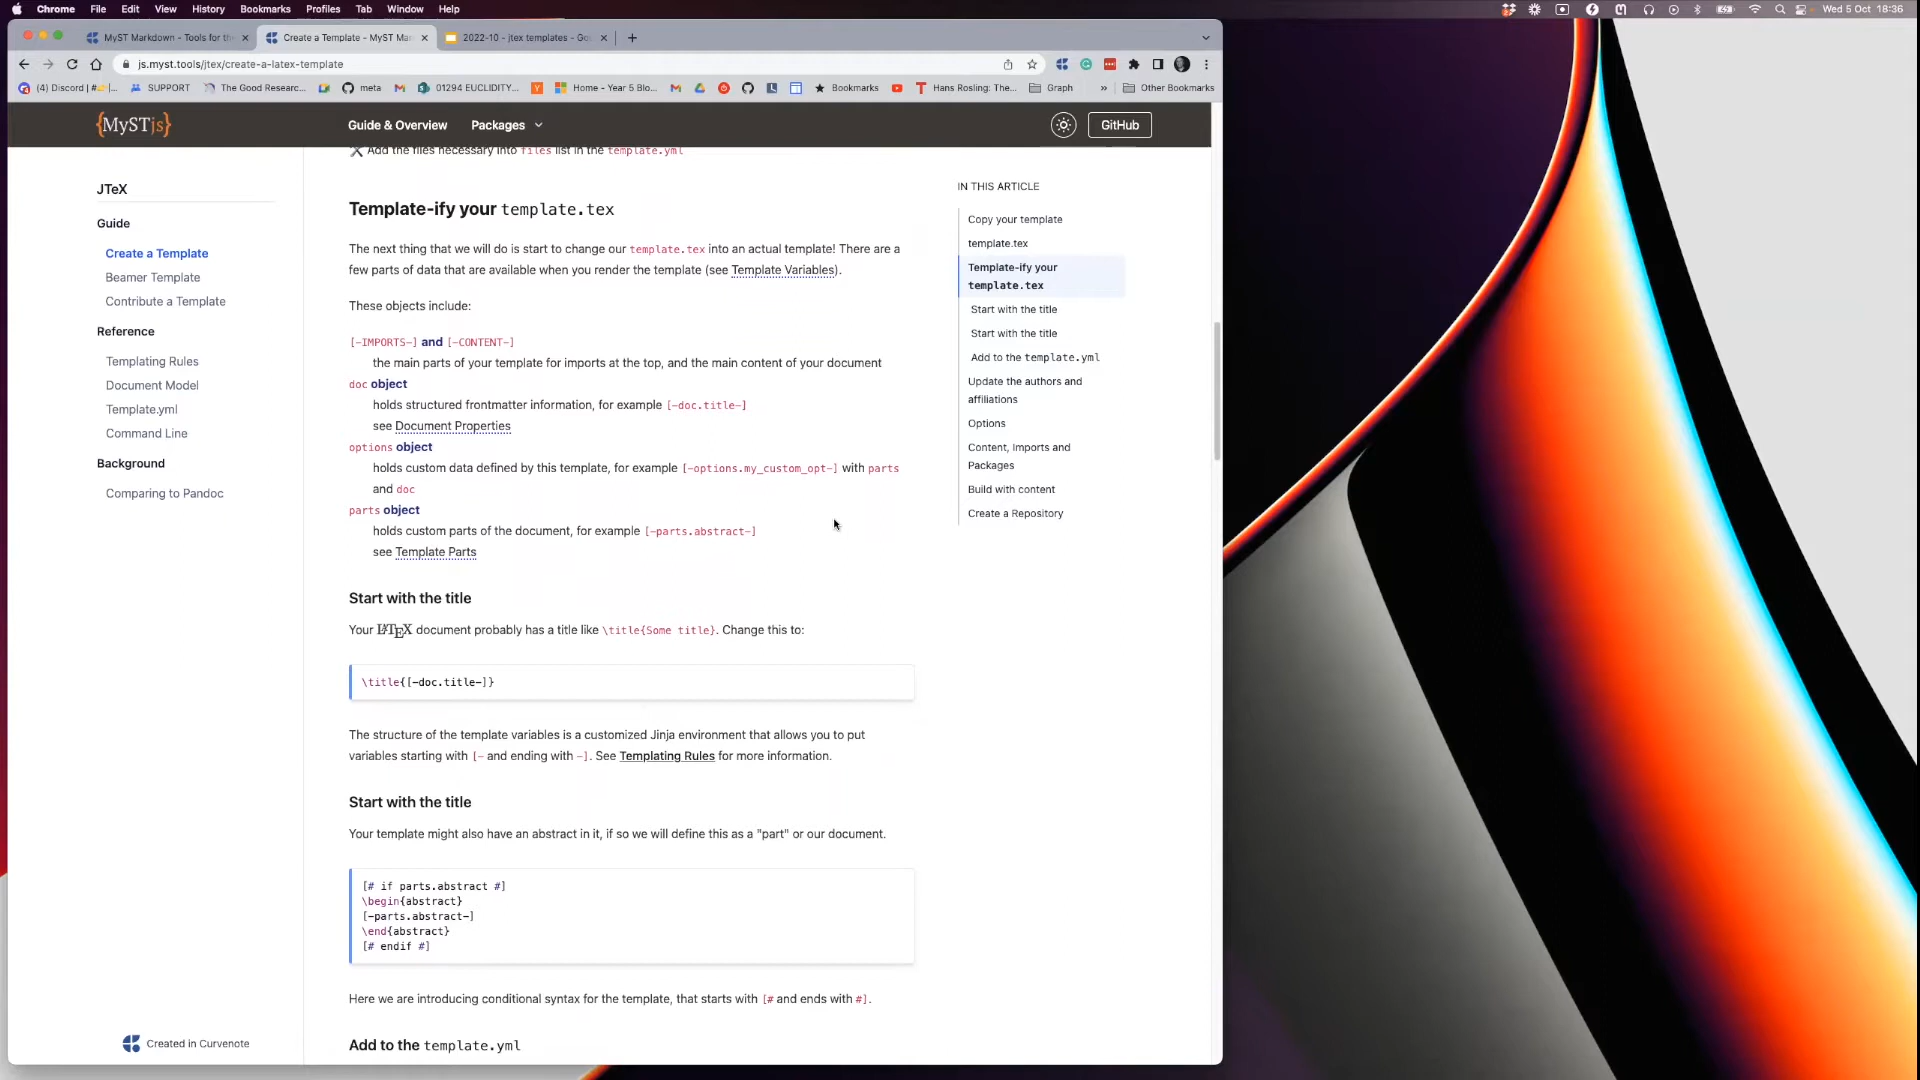 Chrome File Edit View History Bookmarks Profiles Tab Window Help
Wed 5 Oct 18:36
MyST Markdown - Tools for the
Create a Template - MyST Mar
2022-10 - jtex templates - Go
js.myst.tools/jtex/create-a-latex-template
(4) Discord | #
SUPPORT
The Good Researc...
meta
01294 EUCLIDITY...
Home - Year 5 Blo...
Bookmarks
Hans Rosling: The...
Graph
»
Other Bookmarks
{MySTjs}
Guide & Overview
Packages
GitHub
JTeX
Guide
Create a Template
Beamer Template
Contribute a Template
Reference
Templating Rules
Document Model
Template.yml
Command Line
Background
Comparing to Pandoc
Created in Curvenote
Add the files necessary into files list in the template.yml
Template-ify your template.tex
The next thing that we will do is start to change our template.tex into an actual template! There are a
few parts of data that are available when you render the template (see Template Variables).
These objects include:
[-IMPORTS-] and [-CONTENT-]
the main parts of your template for imports at the top, and the main content of your document
doc object
holds structured frontmatter information, for example [-doc.title-]
see Document Properties
options object
holds custom data defined by this template, for example [-options.my_custom_opt-] with parts
and doc
parts object
holds custom parts of the document, for example [-parts.abstract-]
see Template Parts
Start with the title
Your LATEX document probably has a title like \title{Some title}. Change this to:
\title{[-doc.title-]}
The structure of the template variables is a customized Jinja environment that allows you to put
variables starting with [- and ending with -]. See Templating Rules for more information.
Start with the title
Your template might also have an abstract in it, if so we will define this as a "part" or our document.
[# if parts.abstract #]
\begin{abstract}
[-parts.abstract-]
\end{abstract}
[# endif #]
Here we are introducing conditional syntax for the template, that starts with [# and ends with #].
Add to the template.yml
IN THIS ARTICLE
Copy your template
template.tex
Template-ify your
template.tex
Start with the title
Start with the title
Add to the template.yml
Update the authors and
affiliations
Options
Content, Imports and
Packages
Build with content
Create a Repository